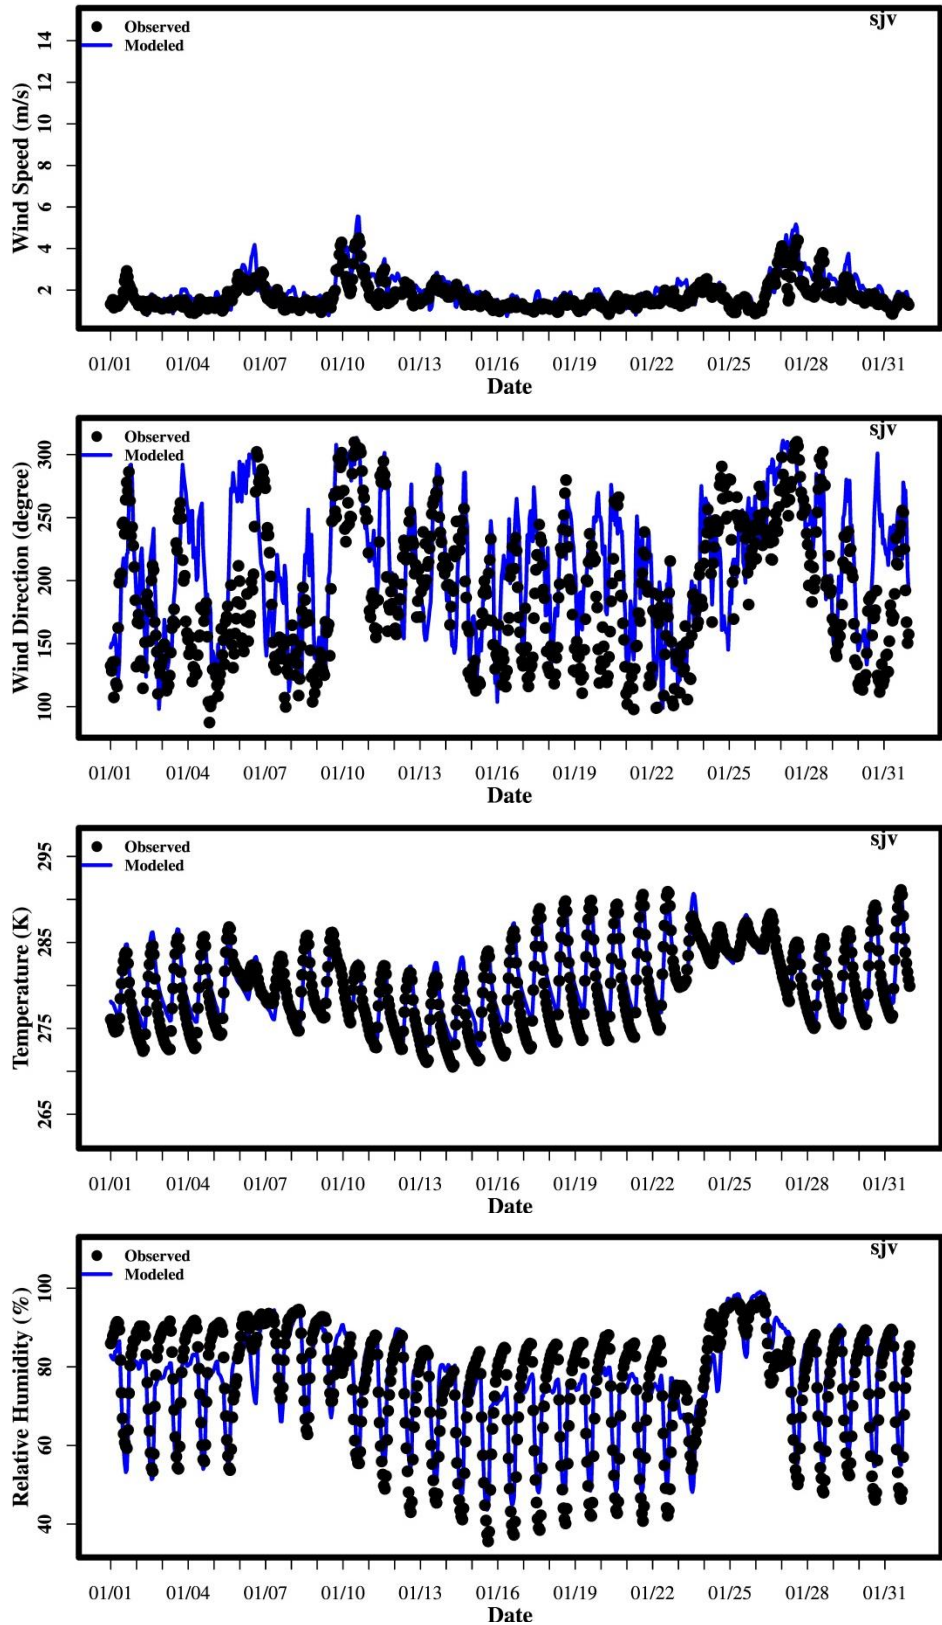 sjv
Observed
Modeled
Wind Speed (m/s)
14
12
10
8
6
4
2
01/01 01/04 01/07 01/10 01/13 01/16 01/19 01/22 01/25 01/28 01/31
Date
sjv
Observed
Modeled
Wind Direction (degree)
300
250
200
150
100
01/01 01/04 01/07 01/10 01/13 01/16 01/19 01/22 01/25 01/28 01/31
Date
sjv
Observed
Modeled
Temperature (K)
295
285
275
265
01/01 01/04 01/07 01/10 01/13 01/16 01/19 01/22 01/25 01/28 01/31
Date
sjv
Observed
Modeled
Relative Humidity (%)
100
80
60
40
01/01 01/04 01/07 01/10 01/13 01/16 01/19 01/22 01/25 01/28 01/31
Date